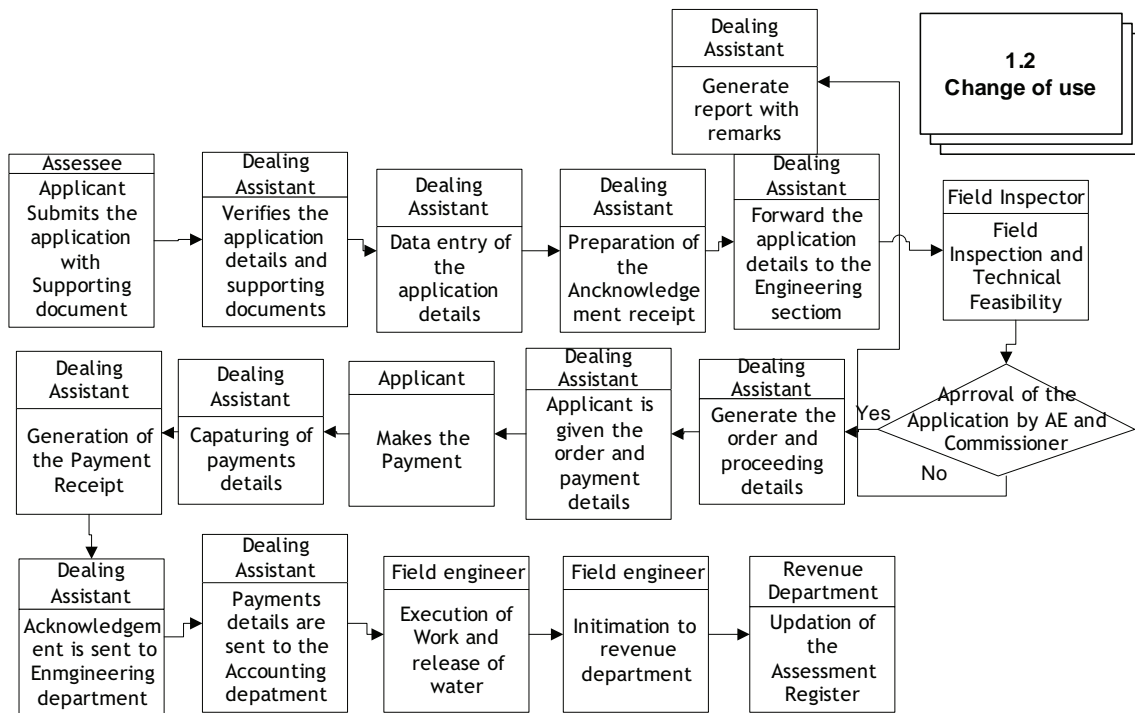 Dealing
Assistant
Generate
report with
remarks
1.2
Change of use
Assessee
Applicant
Submits the
application
with
Supporting
document
Dealing
Assistant
Verifies the
application
details and
supporting
documents
Dealing
Assistant
Data entry of
the
application
details
Dealing
Assistant
Preparation of
the
Ancknowledge
ment receipt
Dealing
Assistant
Forward the
application
details to the
Engineering
sectiom
Field Inspector
Field
Inspection and
Technical
Feasibility
Aprroval of the
Application by AE and
Commissioner
Yes
No
Dealing
Assistant
Generate the
order and
proceeding
details
Dealing
Assistant
Applicant is
given the
order and
payment
details
Applicant
Makes the
Payment
Dealing
Assistant
Capaturing of
payments
details
Dealing
Assistant
Generation of
the Payment
Receipt
Dealing
Assistant
Acknowledgem
ent is sent to
Enmgineering
department
Dealing
Assistant
Payments
details are
sent to the
Accounting
depatment
Field engineer
Execution of
Work and
release of
water
Field engineer
Initimation to
revenue
department
Revenue
Department
Updation of
the
Assessment
Register